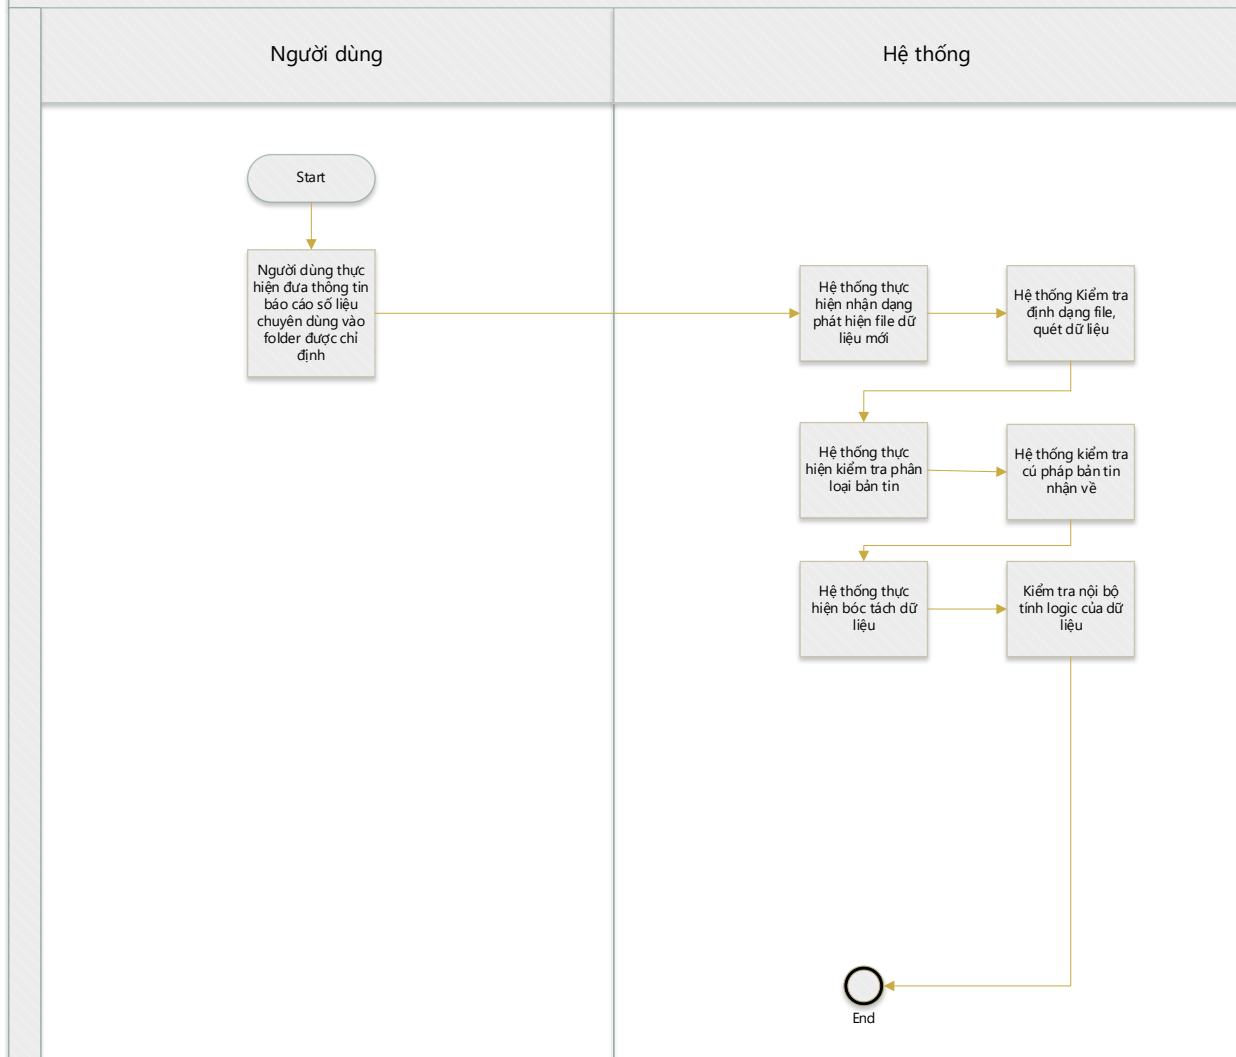 Người dùng
Hệ thống
Start
Người dùng thực
hiện đưa thông tin
báo cáo số liệu
chuyên dùng vào
folder được chỉ
định
Hệ thống thực
hiện nhận dạng
phát hiện file dữ
liệu mới
Hệ thống Kiểm tra
định dạng file,
quét dữ liệu
Hệ thống thực
hiện kiểm tra phân
loại bản tin
Hệ thống kiểm tra
cú pháp bản tin
nhận về
Hệ thống thực
hiện bóc tách dữ
liệu
Kiểm tra nội bộ
tính logic của dữ
liệu
End